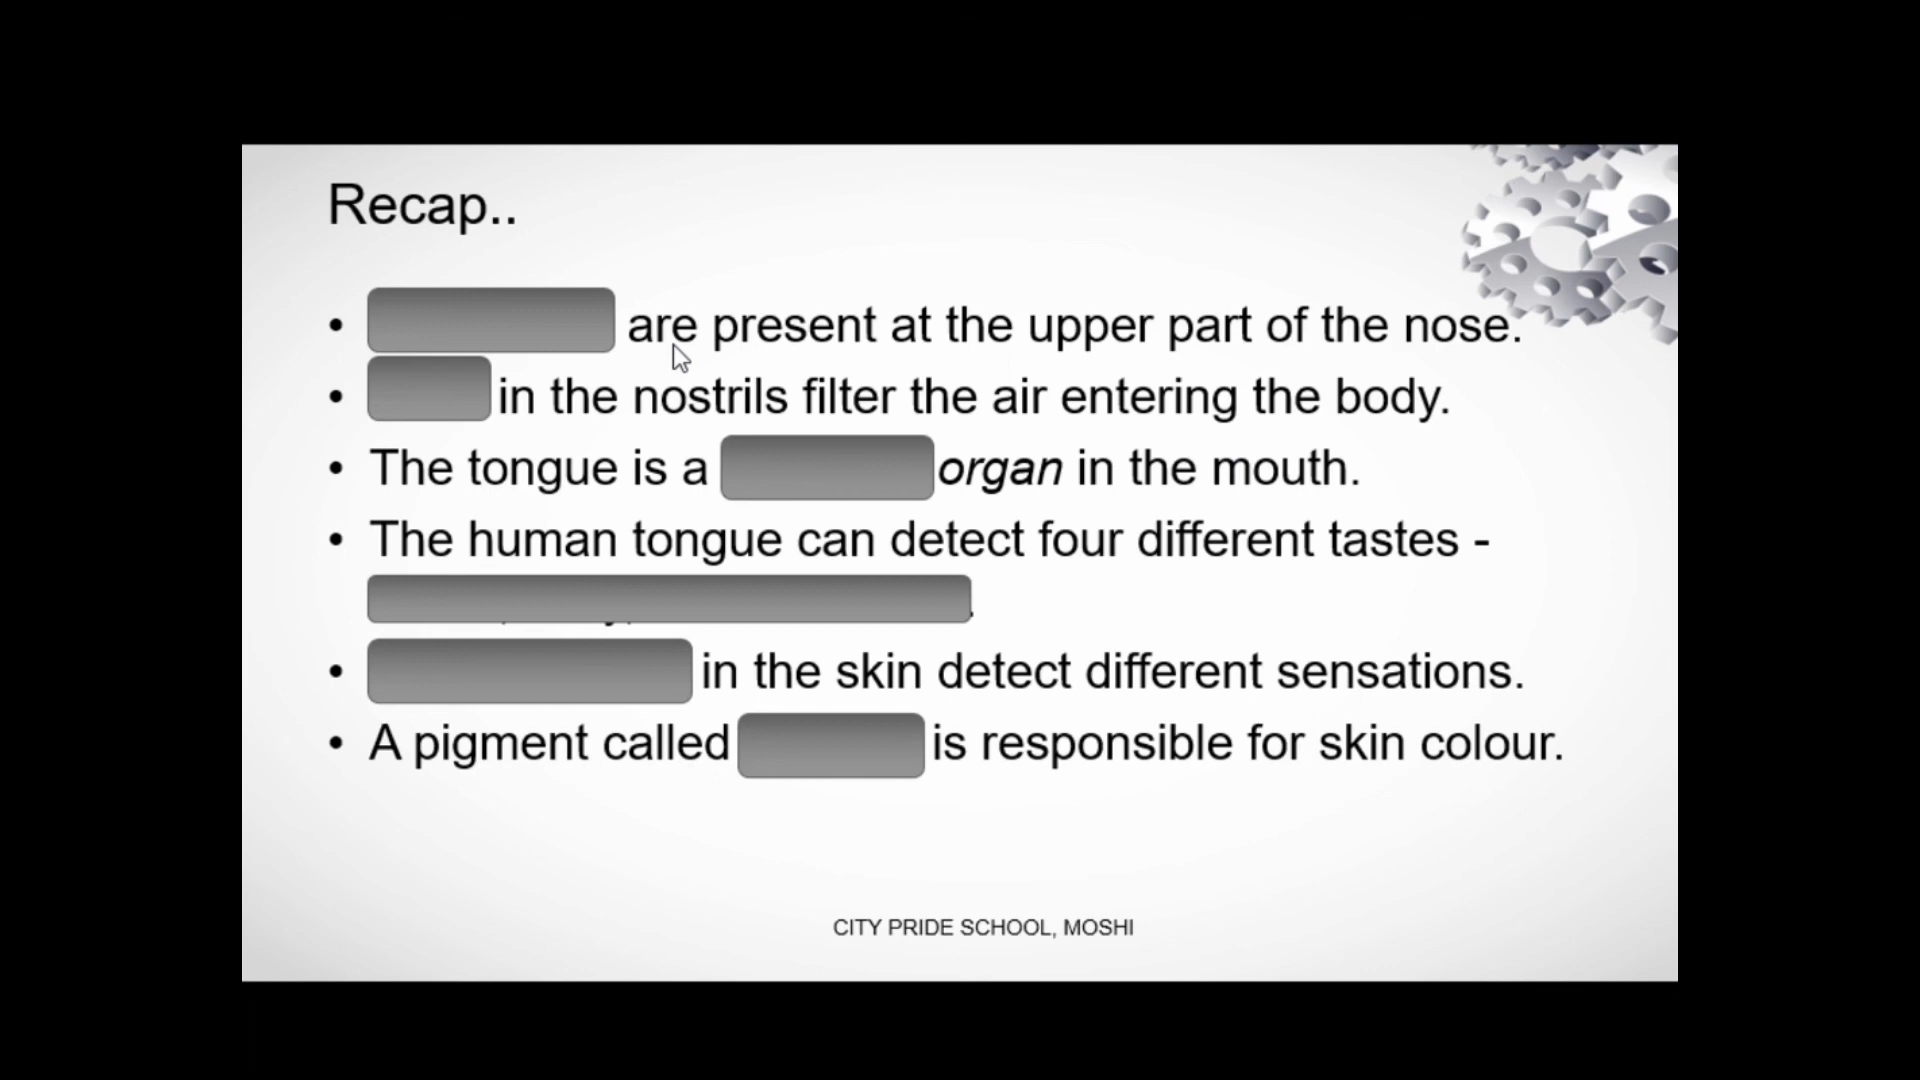 Recap..
• are present at the upper part of the nose.
• in the nostrils filter the air entering the body.
• The tongue is a organ in the mouth.
• The human tongue can detect four different tastes -
.
• in the skin detect different sensations.
• A pigment called is responsible for skin colour.
CITY PRIDE SCHOOL, MOSHI